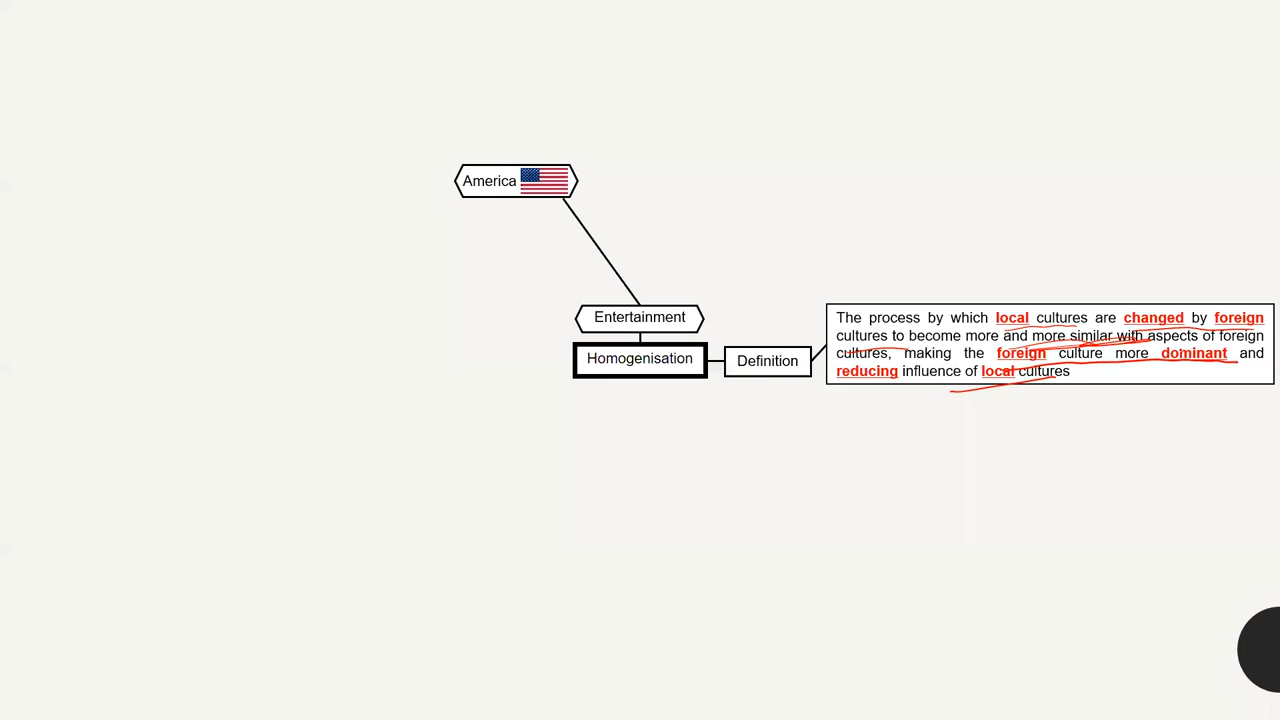 America
Entertainment
Homogenisation
Definition
The process by which local cultures are changed by foreign
cultures to become more and more similar with aspects of foreign
cultures, making the foreign culture more dominant and
reducing influence of local cultures